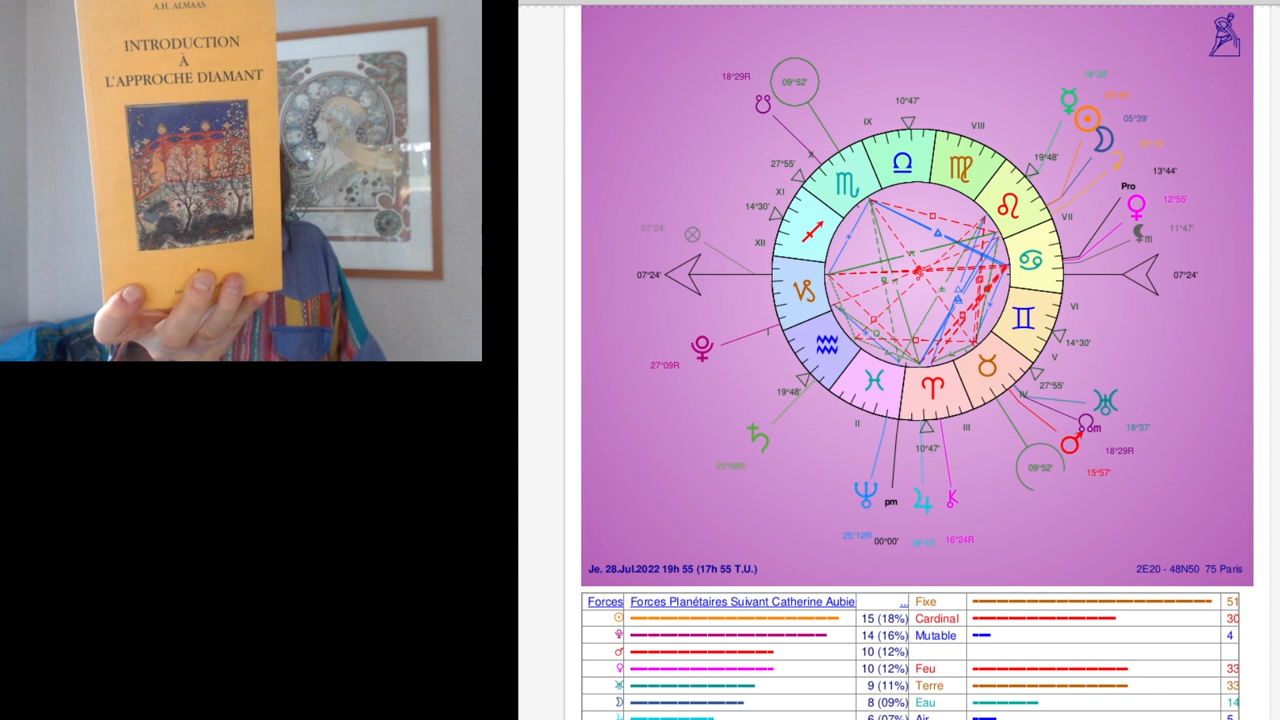 A.H. ALMAAS
INTRODUCTION
À
L'APPROCHE DIAMANT
18°29R
09°52'
10°47'
IX
VIII
19°48'
05°39'
13°44'
Pro
12°55'
11°47'
VII
X
27°55'
XI
14°30'
XII
07°24'
07°24'
07°24'
m
VI
14°30'
V
27°55'
IV
I
27°09R
19°48'
II
III
10°47'
09°52'
m
18°37'
18°29R
15°57'
pm
25°12R
00°00'
16°24R
Je. 28.Jul.2022 19h 55 (17h 55 T.U.)
2E20 - 48N50 75 Paris
Forces
Forces Planétaires Suivant Catherine Aubie
...
Fixe
51
15 (18%)
Cardinal
30
14 (16%)
Mutable
4
10 (12%)
10 (12%)
Feu
33
9 (11%)
Terre
33
8 (09%)
Eau
14
6 (07%)
Air
5